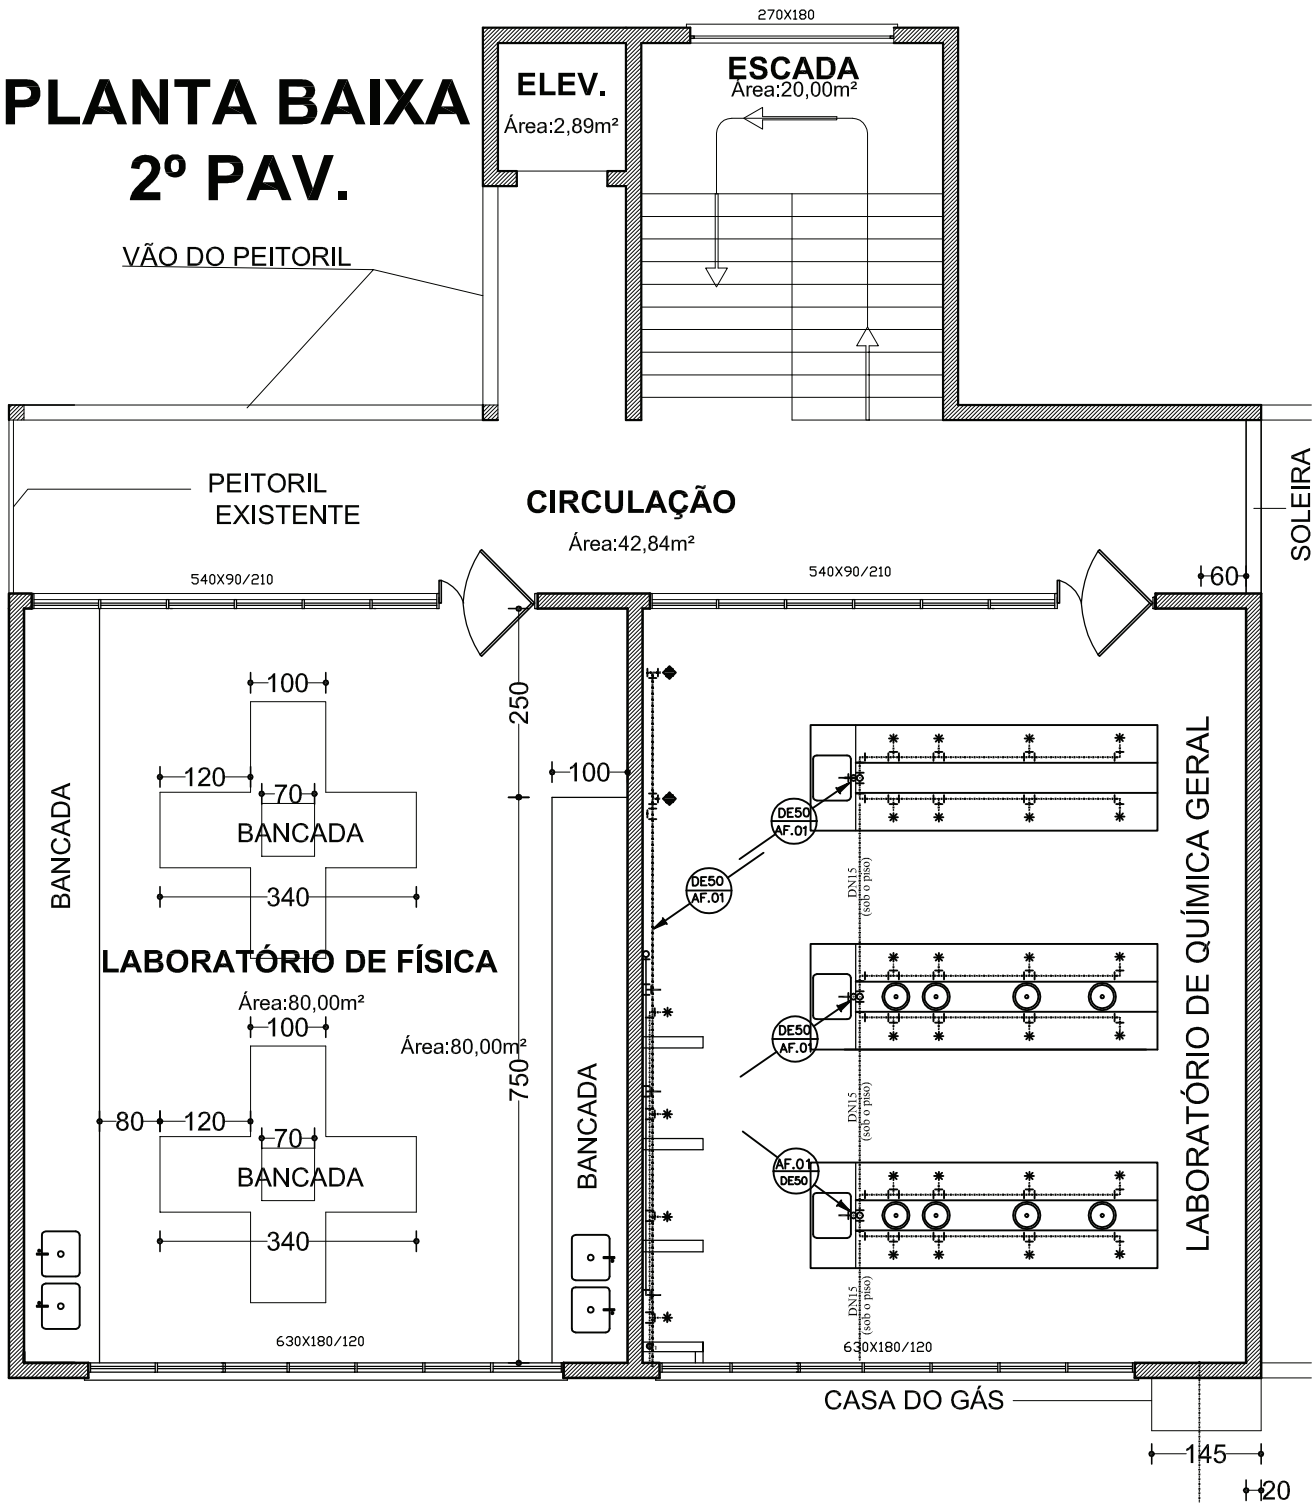 270X180
PLANTA BAIXA
2º PAV.
ELEV.
Área:2,89m²
ESCADA
Área:20,00m²
VÃO DO PEITORIL
PEITORIL
EXISTENTE
CIRCULAÇÃO
Área:42,84m²
SOLEIRA
540X90/210
540X90/210
60
100
250
120
70
100
BANCADA
BANCADA
340
LABORATÓRIO DE FÍSICA
Área:80,00m²
100
Área:80,00m²
750
80
120
70
BANCADA
BANCADA
340
630X180/120
DE50
AF.01
DE50
AF.01
DN15
(sob o piso)
LABORATÓRIO DE QUÍMICA GERAL
DE50
AF.01
DN15
(sob o piso)
AF.01
DE50
DN15
(sob o piso)
630X180/120
CASA DO GÁS
145
20